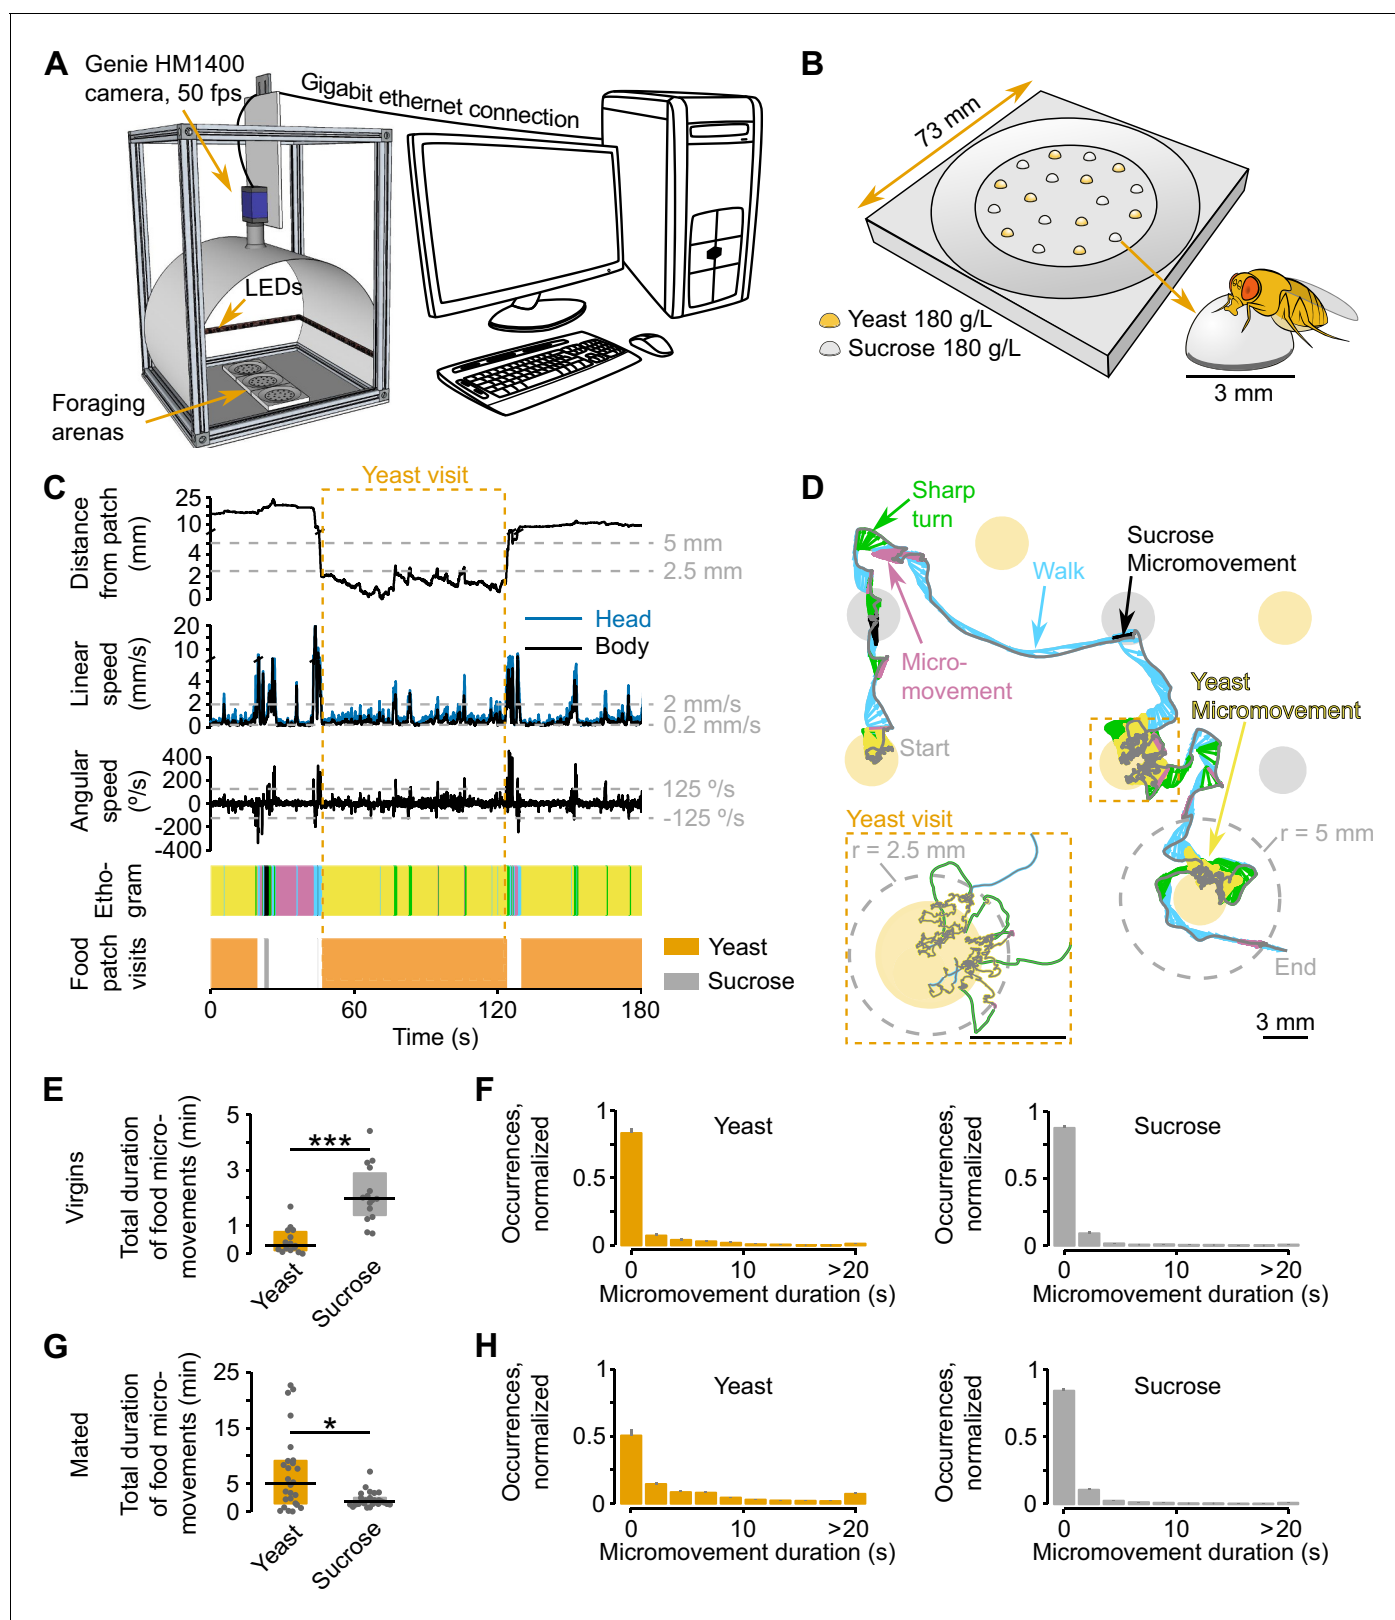 A
Genie HM1400
camera, 50 fps
Gigabit ethernet connection
LEDs
Foraging
arenas
B
73 mm
Yeast 180 g/L
Sucrose 180 g/L
3 mm
C
Yeast visit
Distance
from patch
(mm)
25
10
4
2
0
5 mm
2.5 mm
Head
Body
Linear
speed
(mm/s)
20
10
4
2
0
2 mm/s
0.2 mm/s
Angular
speed
(º/s)
400
200
0
-200
-400
125 º/s
-125 º/s
Etho-
gram
Food
patch
visits
Yeast
Sucrose
0
60
120
180
Time (s)
D
Sharp
turn
Sucrose
Micromovement
Walk
Micro-
movement
Yeast
Micromovement
Start
Yeast visit
r = 2.5 mm
r = 5 mm
End
3 mm
E
Virgins
Total duration
of food micro-
movements (min)
5
3
1
0
***
Yeast
Sucrose
F
Occurrences,
normalized
1
0.5
0
Yeast
0
10
>20
Micromovement duration (s)
Occurrences,
normalized
1
0.5
0
Sucrose
0
10
>20
Micromovement duration (s)
G
Mated
Total duration
of food micro-
movements (min)
25
15
5
0
*
Yeast
Sucrose
H
Occurrences,
normalized
1
0.5
0
Yeast
0
10
>20
Micromovement duration (s)
Occurrences,
normalized
1
0.5
0
Sucrose
0
10
>20
Micromovement duration (s)